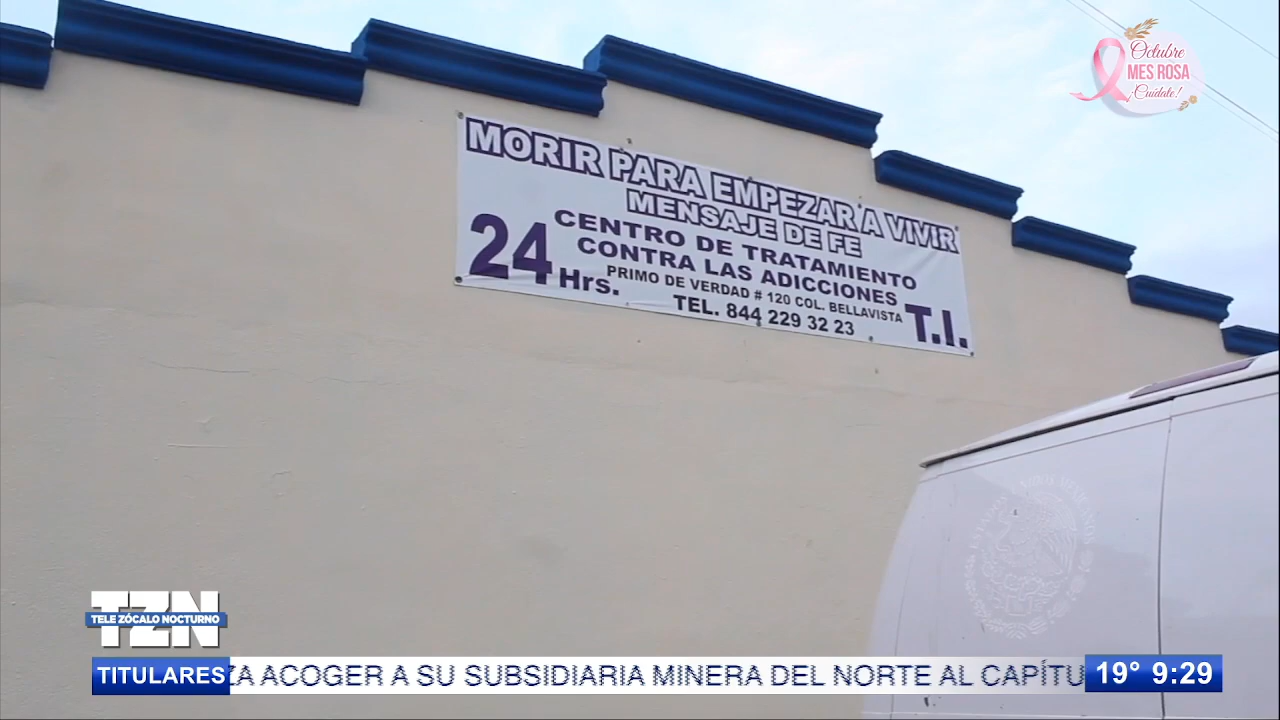 Octubre
MES ROSA
¡Cuídate!
MORIR PARA EMPEZAR A VIVIR
MENSAJE DE FE
24 Hrs.
CENTRO DE TRATAMIENTO
CONTRA LAS ADICCIONES
PRIMO DE VERDAD # 120 COL. BELLAVISTA
TEL. 844 229 32 23
T.I.
TZN
TELE ZÓCALO NOCTURNO
TITULARES
ZA ACOGER A SU SUBSIDIARIA MINERA DEL NORTE AL CAPÍTU
19° 9:29